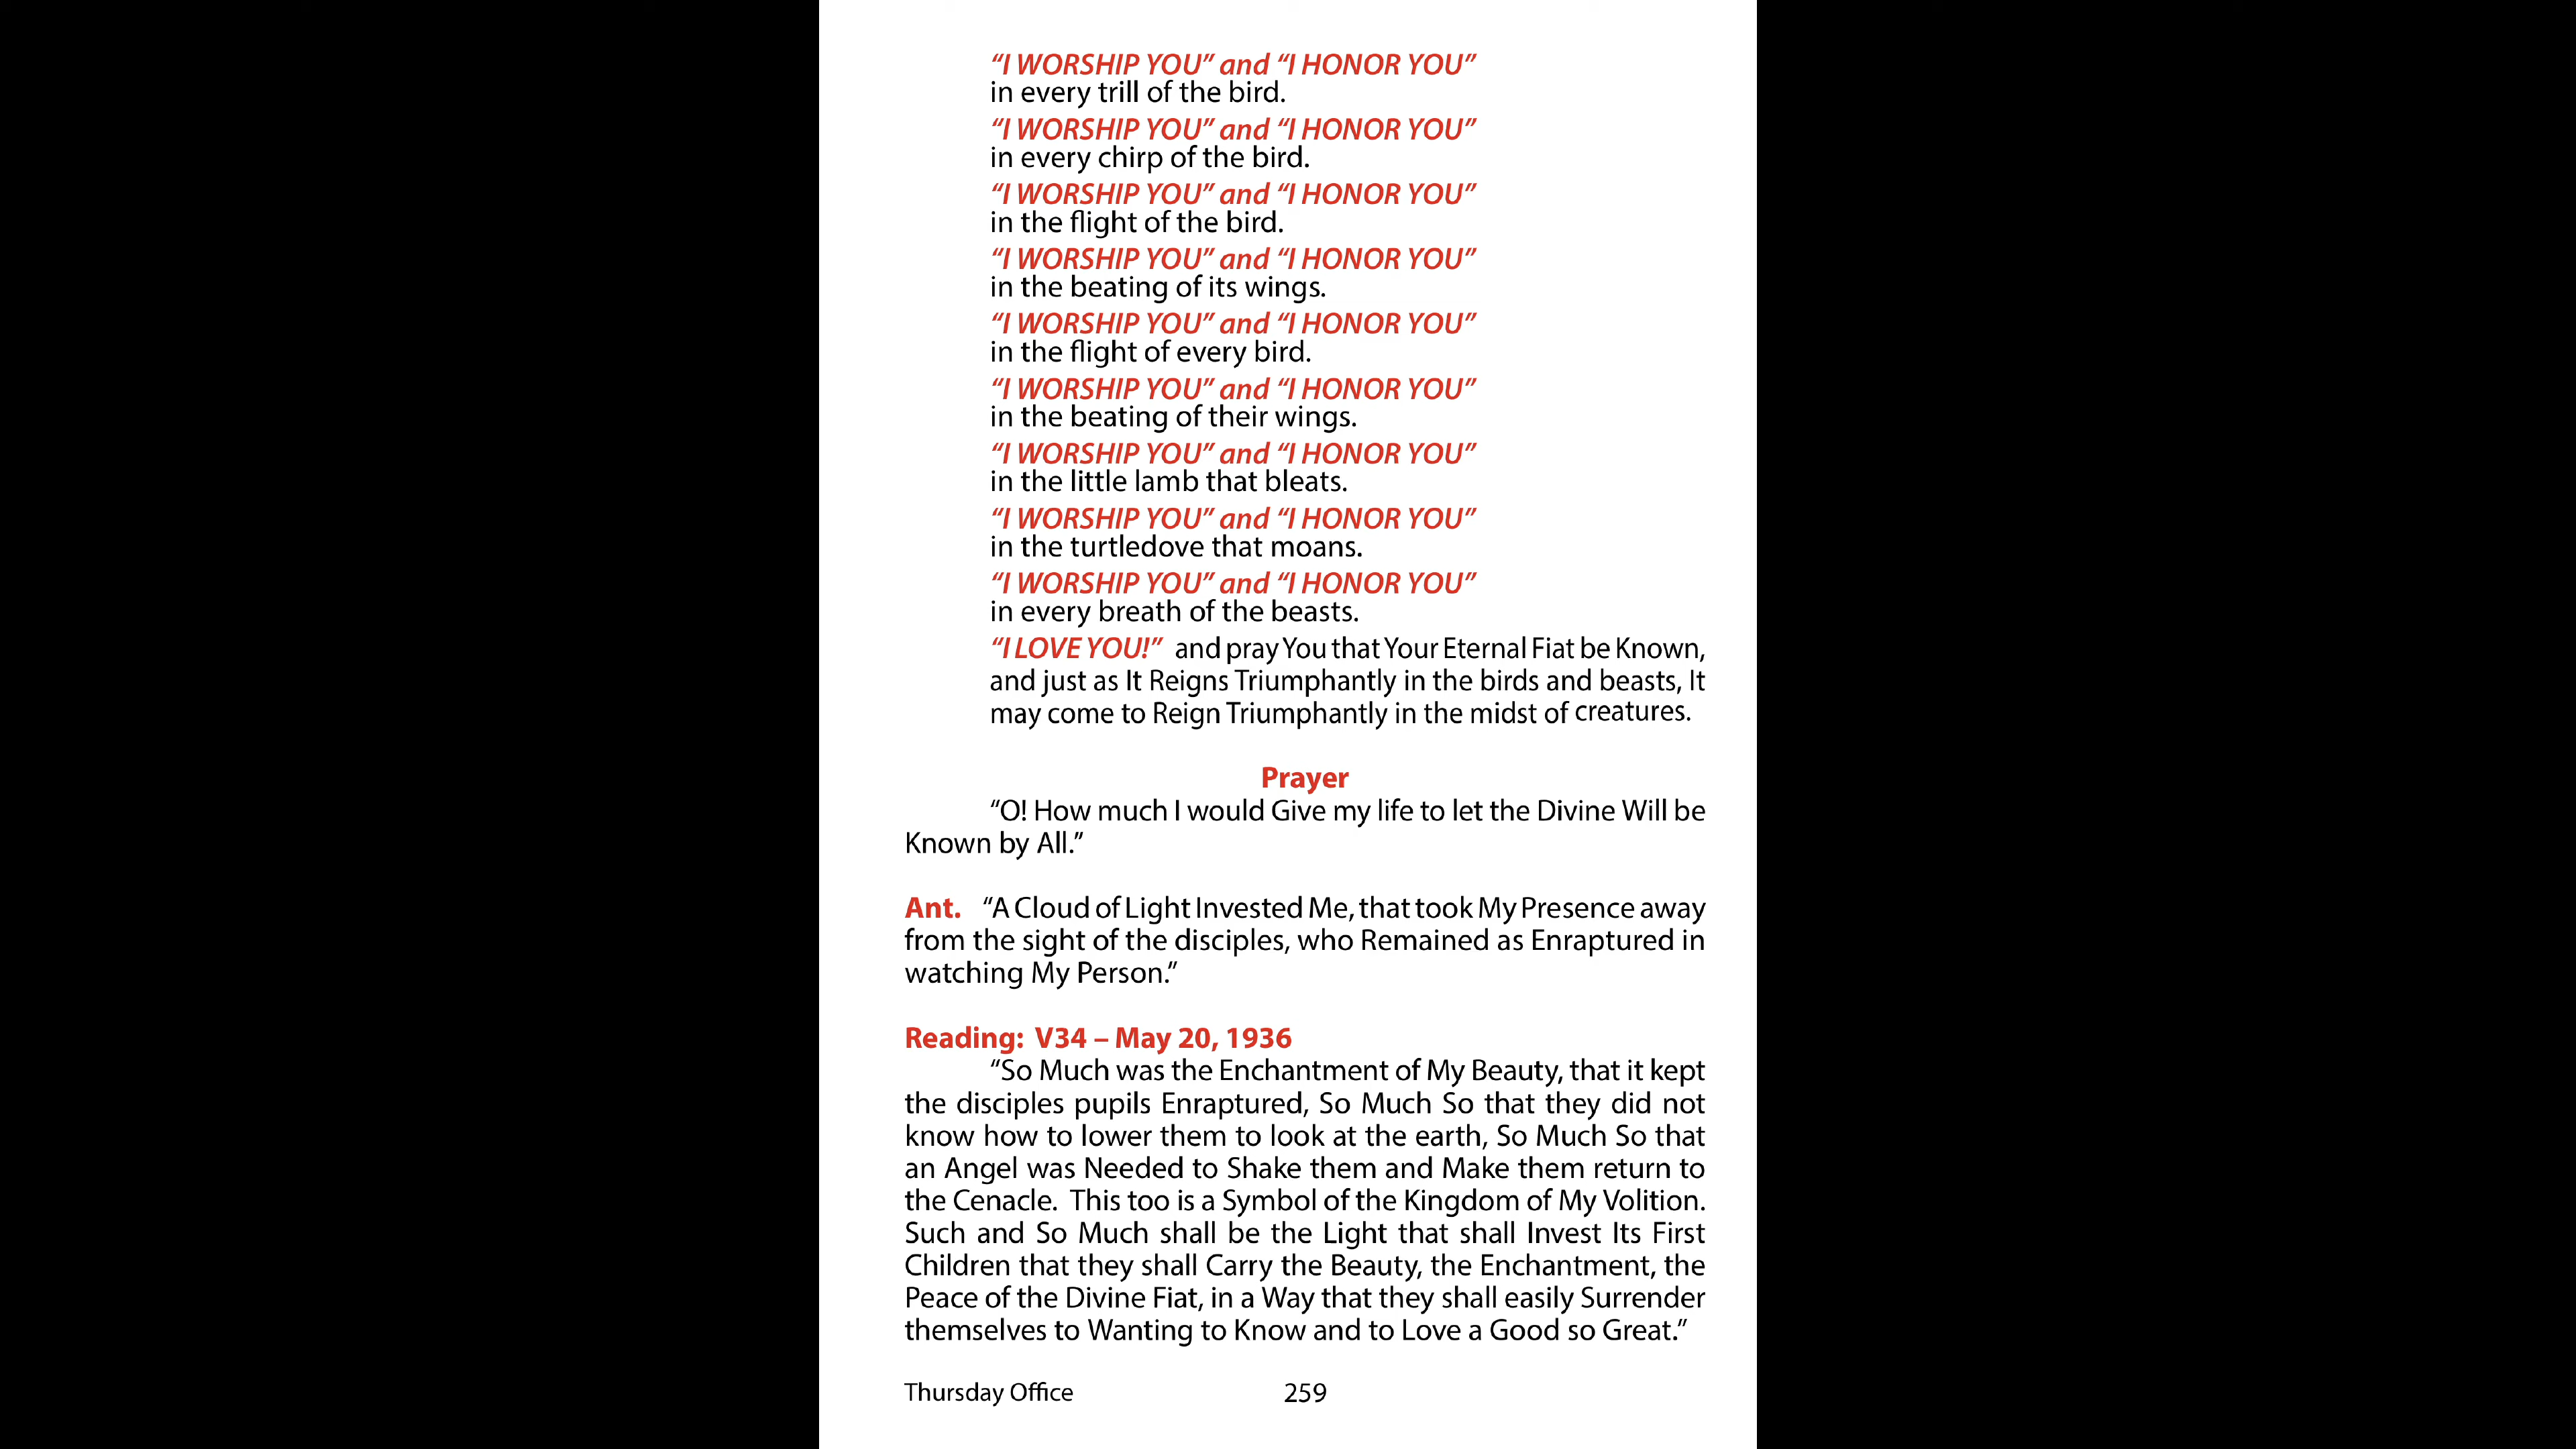 “I WORSHIP YOU” and “I HONOR YOU”
in every trill of the bird.
“I WORSHIP YOU” and “I HONOR YOU”
in every chirp of the bird.
“I WORSHIP YOU” and “I HONOR YOU”
in the flight of the bird.
“I WORSHIP YOU” and “I HONOR YOU”
in the beating of its wings.
“I WORSHIP YOU” and “I HONOR YOU”
in the flight of every bird.
“I WORSHIP YOU” and “I HONOR YOU”
in the beating of their wings.
“I WORSHIP YOU” and “I HONOR YOU”
in the little lamb that bleats.
“I WORSHIP YOU” and “I HONOR YOU”
in the turtledove that moans.
“I WORSHIP YOU” and “I HONOR YOU”
in every breath of the beasts.
“I LOVE YOU!” and pray You that Your Eternal Fiat be Known,
and just as It Reigns Triumphantly in the birds and beasts, It
may come to Reign Triumphantly in the midst of creatures.
Prayer
“O! How much I would Give my life to let the Divine Will be
Known by All.”
Ant. “A Cloud of Light Invested Me, that took My Presence away
from the sight of the disciples, who Remained as Enraptured in
watching My Person.”
Reading: V34 – May 20, 1936
“So Much was the Enchantment of My Beauty, that it kept
the disciples pupils Enraptured, So Much So that they did not
know how to lower them to look at the earth, So Much So that
an Angel was Needed to Shake them and Make them return to
the Cenacle. This too is a Symbol of the Kingdom of My Volition.
Such and So Much shall be the Light that shall Invest Its First
Children that they shall Carry the Beauty, the Enchantment, the
Peace of the Divine Fiat, in a Way that they shall easily Surrender
themselves to Wanting to Know and to Love a Good so Great.”
Thursday Office 259